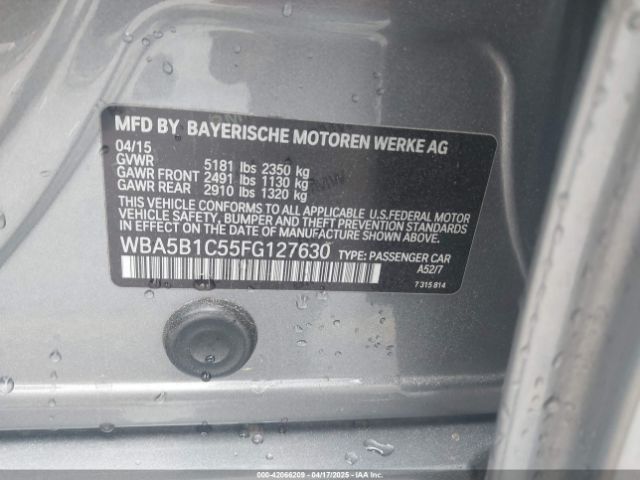 MFD BY BAYERISCHE MOTOREN WERKE AG
04/15
GVWR 5181 lbs 2350 kg
GAWR FRONT 2491 lbs 1130 kg
GAWR REAR 2910 lbs 1320 kg
THIS VEHICLE CONFORMS TO ALL APPLICABLE U.S.FEDERAL MOTOR
VEHICLE SAFETY, BUMPER, AND THEFT PREVENTION STANDARDS
IN EFFECT ON THE DATE OF MANUFACTURE SHOWN ABOVE.
WBA5B1C55FG127630 TYPE: PASSENGER CAR
A52/7
7 315 814
000-42066209 - 04/17/2025 - IAAI.COM